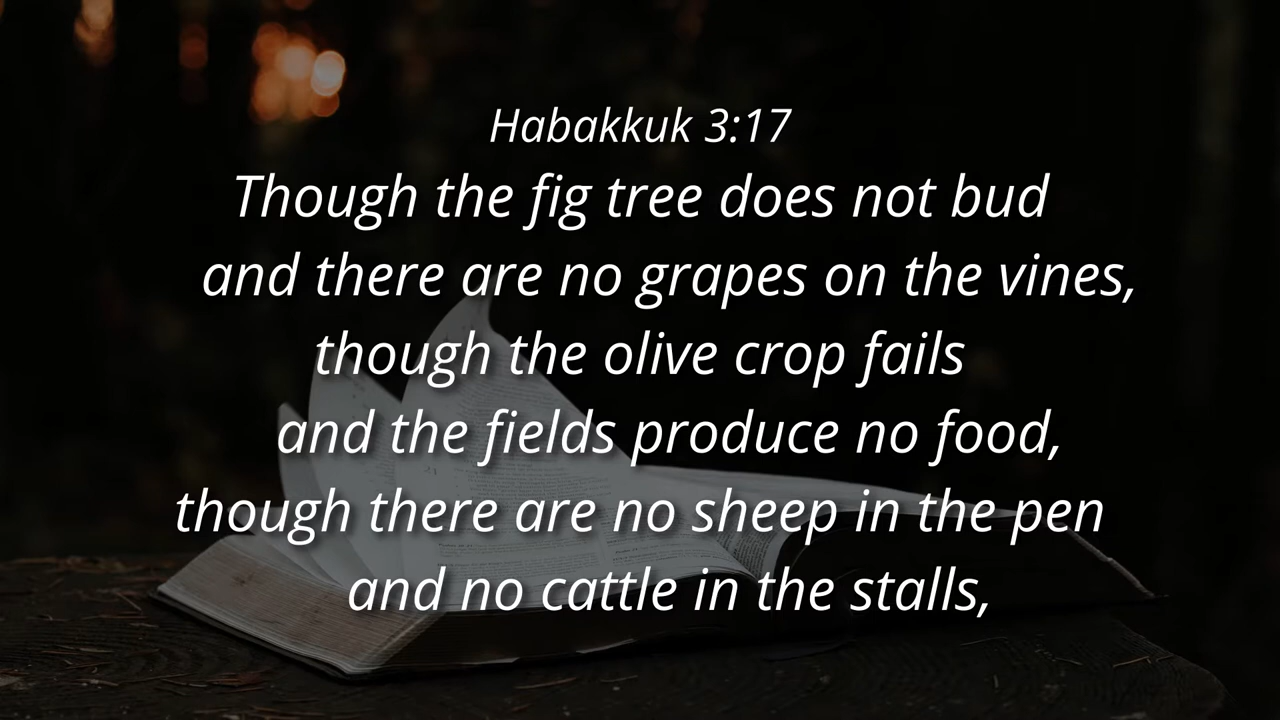 Habakkuk 3:17
Though the fig tree does not bud
and there are no grapes on the vines,
though the olive crop fails
and the fields produce no food,
though there are no sheep in the pen
and no cattle in the stalls,